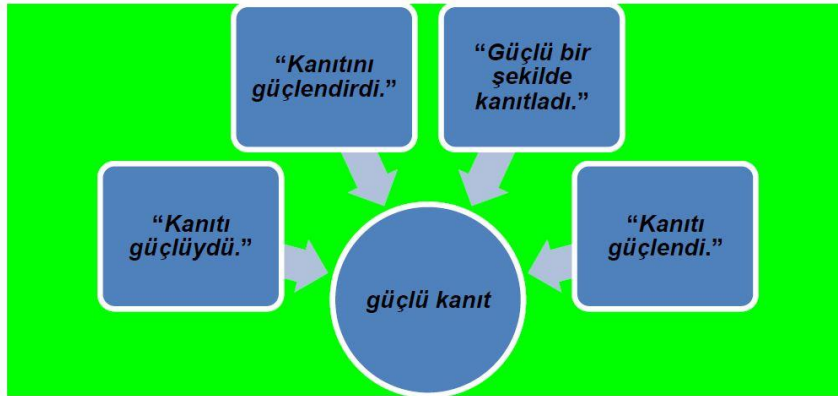 “Kanıtını
güçlendirdi.”
“Güçlü bir
şekilde
kanıtladı.”
“Kanıtı
güçlüydü.”
“Kanıtı
güçlendi.”
güçlü kanıt